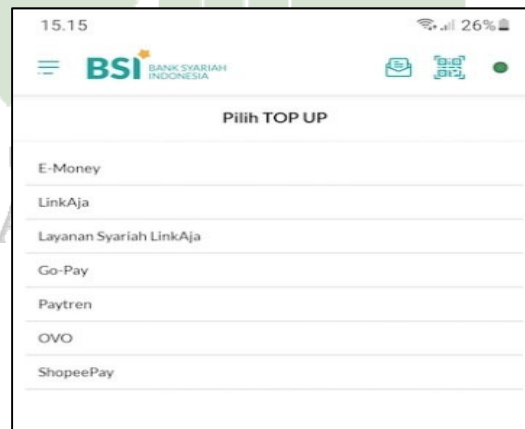 15.15 26%
BSI BANK SYARIAH
INDONESIA
Pilih TOP UP
E-Money
LinkAja
Layanan Syariah LinkAja
Go-Pay
Paytren
OVO
ShopeePay